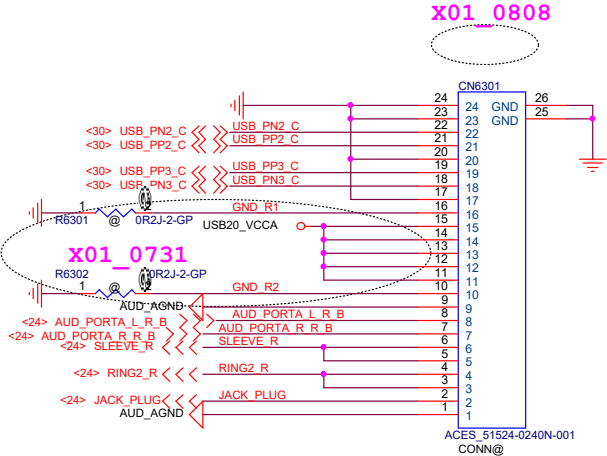 X01_0808
CN6301
24 24 GND 26
23 23 GND 25
<30> USB_PN2_C USB_PN2_C 22 22
<30> USB_PP2_C USB_PP2_C 21 21
20 20
<30> USB_PP3_C USB_PP3_C 19 19
<30> USB_PN3_C USB_PN3_C 18 18
17 17
1 GND_R1 16 16
R6301 @ 0R2J-2-GP USB20_VCCA 15 15
14 14
X01_0731 13 13
12 12
R6302 0R2J-2-GP 11 11
1 @ GND_R2 10 10
AUD_AGND 9 9
<24> AUD_PORTA_L_R_B AUD_PORTA_L_R_B 8 8
<24> AUD_PORTA_R_R_B AUD_PORTA_R_R_B 7 7
<24> SLEEVE_R SLEEVE_R 6 6
5 5
<24> RING2_R RING2_R 4 4
3 3
<24> JACK_PLUG JACK_PLUG 2 2
AUD_AGND 1 1
ACES_51524-0240N-001
CONN@